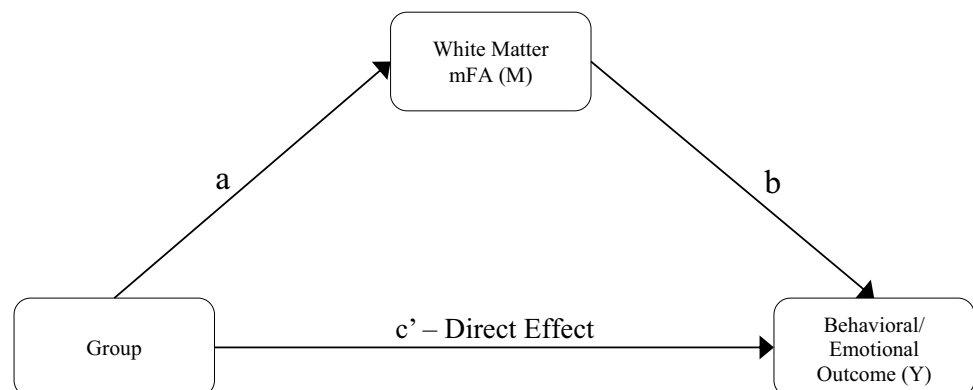 White Matter
mFA (M)
a
b
c’ – Direct Effect
Group
Behavioral/
Emotional
Outcome (Y)